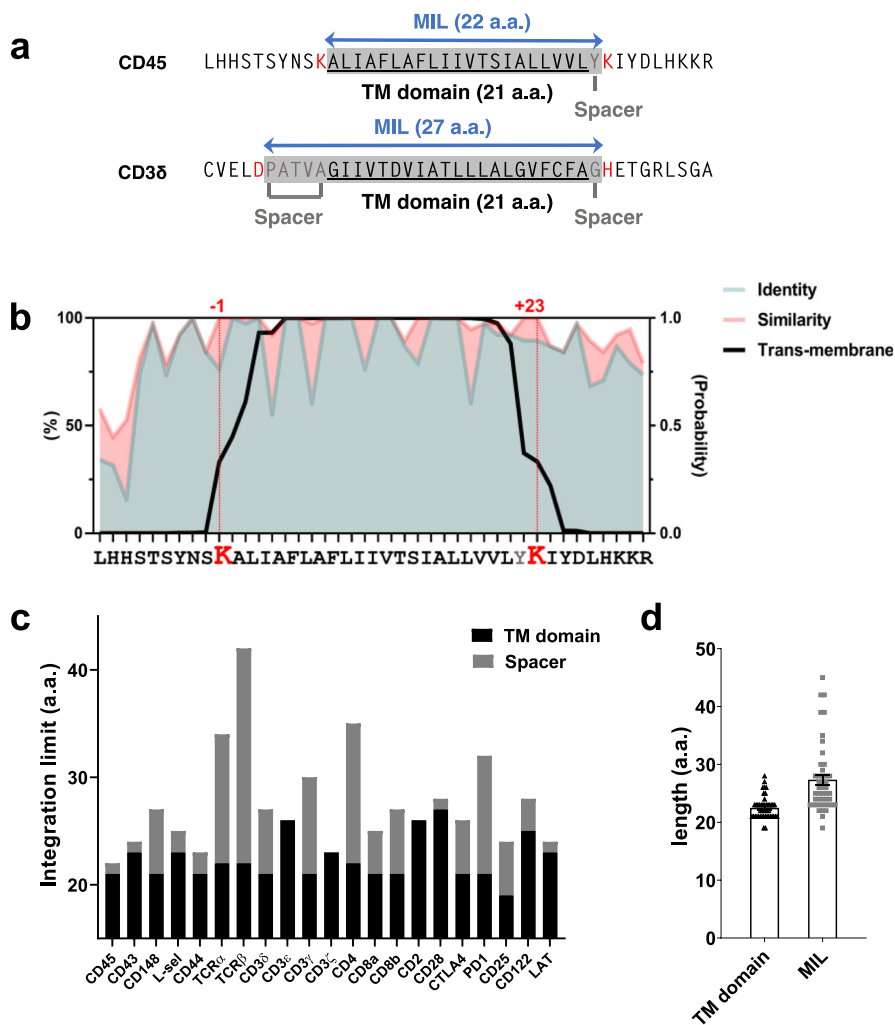 a
MIL (22 a.a.)
CD45 LHHSTSYNSKALIAFLAFLIIVTSIALLVVLYKIYDLHKKR
TM domain (21 a.a.)
Spacer
MIL (27 a.a.)
CD3δ CVELDPATVAGIIVTDVIATLLLALGVFCFAGHETGRLSGA
Spacer TM domain (21 a.a.) Spacer
b
-1 +23
100 1.0
50 0.5
0 0.0
(%)
(Probability)
LHHSTSYNSKALIAFLAFLIIVTSIALLVVLYKIYDLHKKR
Identity
Similarity
Trans-membrane
c
TM domain
Spacer
Integration limit (a.a.)
40
30
20
CD45 CD43 CD148 L-sel CD44 TCRα TCRβ CD3δ CD3ε CD3γ CD3ζ CD4 CD8a CD8b CD2 CD28 CTLA4 PD1 CD25 CD122 LAT
d
length (a.a.)
50
40
30
20
10
0
TM domain MIL